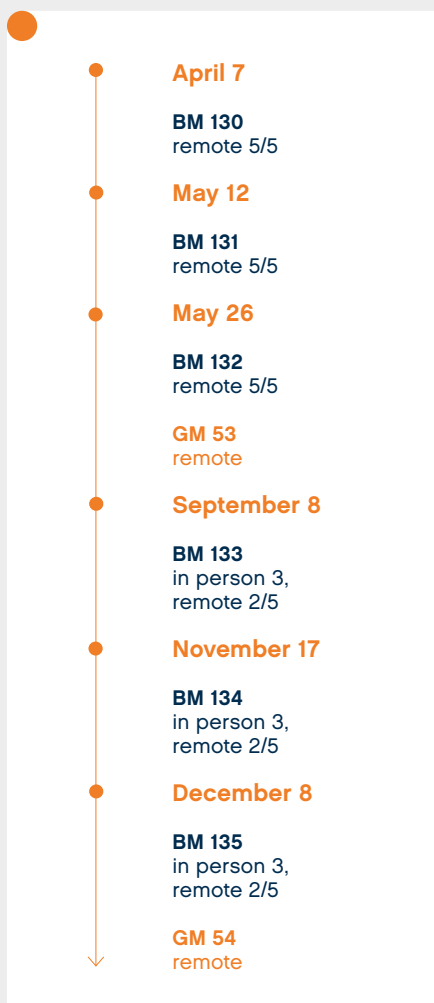 April 7
BM 130
remote 5/5
May 12
BM 131
remote 5/5
May 26
BM 132
remote 5/5
GM 53
remote
September 8
BM 133
in person 3,
remote 2/5
November 17
BM 134
in person 3,
remote 2/5
December 8
BM 135
in person 3,
remote 2/5
GM 54
remote